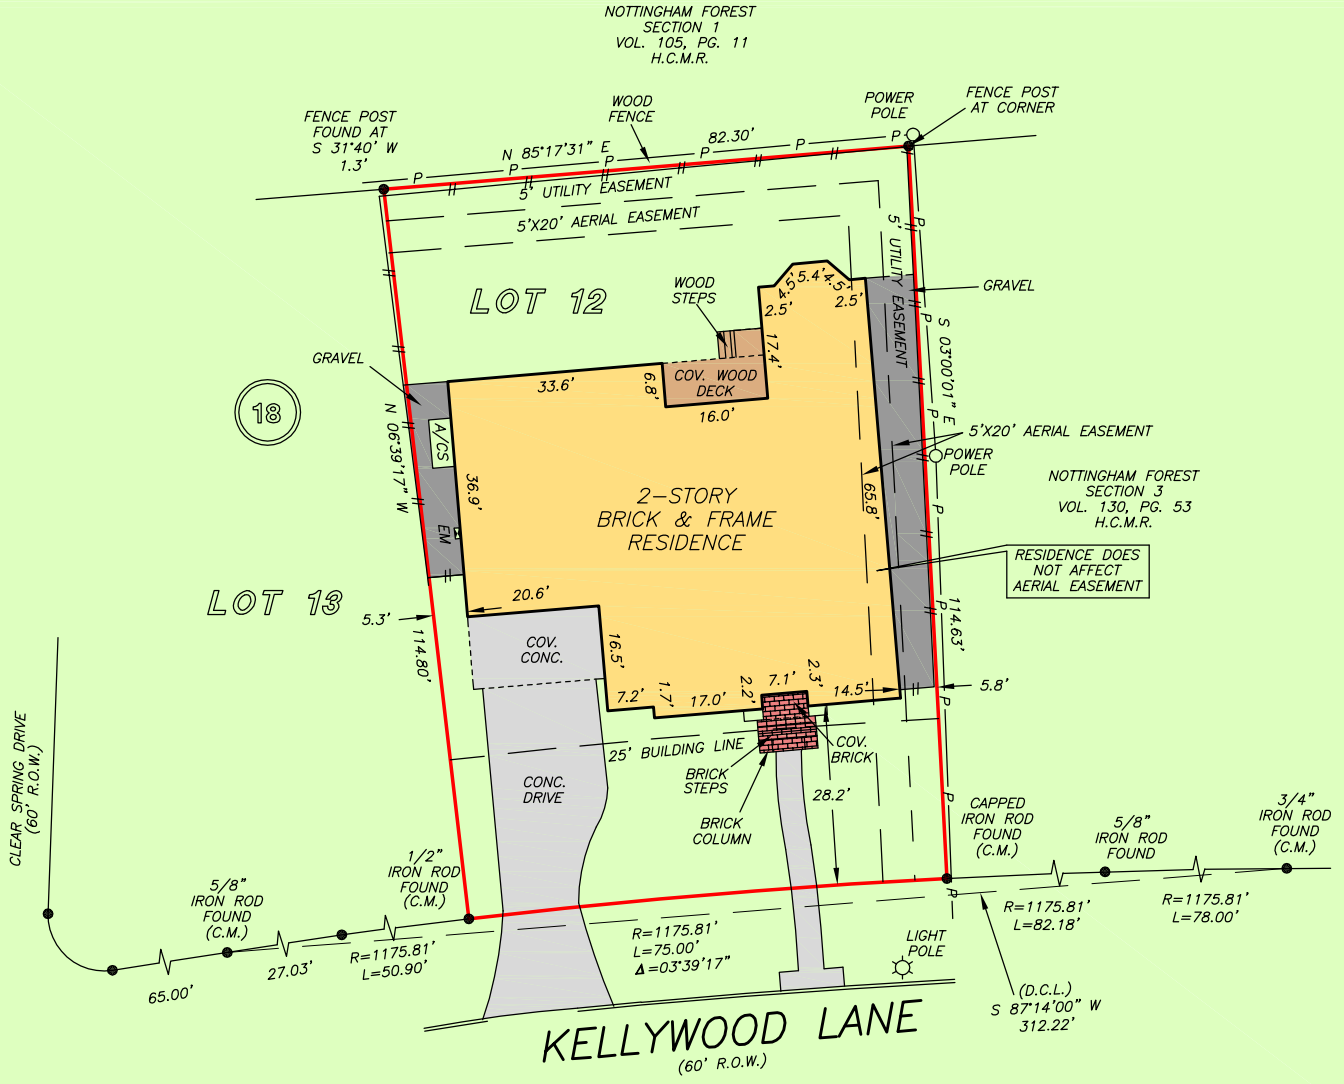 NOTTINGHAM FOREST
SECTION 1
VOL. 105, PG. 11
H.C.M.R.
FENCE POST
FOUND AT
S 31°40' W
1.3'
WOOD
FENCE
POWER
POLE
FENCE POST
AT CORNER
N 85°17'31" E
82.30'
P
P
P
P
P
P
5' UTILITY EASEMENT
5'X20' AERIAL EASEMENT
5' UTILITY EASEMENT
P
P
P
P
P
P
P
P
P
LOT 12
WOOD
STEPS
4.5'
5.4'
4.5'
2.5'
2.5'
17.4'
GRAVEL
S 03°00'01" E
GRAVEL
33.6'
6.8'
COV. WOOD
DECK
16.0'
18
N 06°39'17" W
A/CS
EM
36.9'
5'X20' AERIAL EASEMENT
POWER
POLE
2-STORY
BRICK & FRAME
RESIDENCE
65.8'
NOTTINGHAM FOREST
SECTION 3
VOL. 130, PG. 53
H.C.M.R.
RESIDENCE DOES
NOT AFFECT
AERIAL EASEMENT
LOT 13
5.3'
114.80'
20.6'
COV.
CONC.
16.5'
114.63'
7.2'
1.7'
17.0'
2.2'
7.1'
2.3'
14.5'
5.8'
25' BUILDING LINE
COV.
BRICK
BRICK
STEPS
BRICK
COLUMN
28.2'
CONC.
DRIVE
CLEAR SPRING DRIVE
(60' R.O.W.)
1/2"
IRON ROD
FOUND
(C.M.)
5/8"
IRON ROD
FOUND
(C.M.)
CAPPED
IRON ROD
FOUND
(C.M.)
5/8"
IRON ROD
FOUND
3/4"
IRON ROD
FOUND
(C.M.)
65.00'
27.03'
R=1175.81'
L=50.90'
R=1175.81'
L=75.00'
Δ=03°39'17"
R=1175.81'
L=82.18'
R=1175.81'
L=78.00'
LIGHT
POLE
(D.C.L.)
S 87°14'00" W
312.22'
KELLYWOOD LANE
(60' R.O.W.)